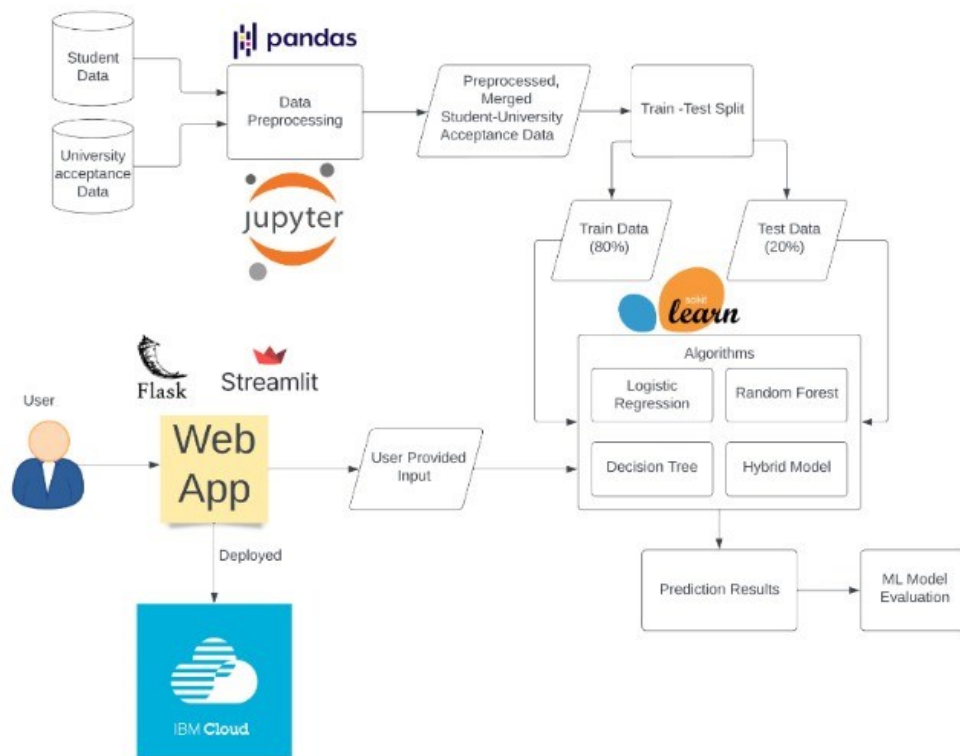 pandas
Student
Data
Data
Preprocessing
Preprocessed,
Merged
Student-University
Acceptance Data
Train -Test Split
University
acceptance
Data
jupyter
Train Data
(80%)
Test Data
(20%)
scikit
learn
Algorithms
Logistic
Regression
Random Forest
Decision Tree
Hybrid Model
Flask
Streamlit
User
Web
App
User Provided
Input
Deployed
Prediction Results
ML Model
Evaluation
IBM Cloud